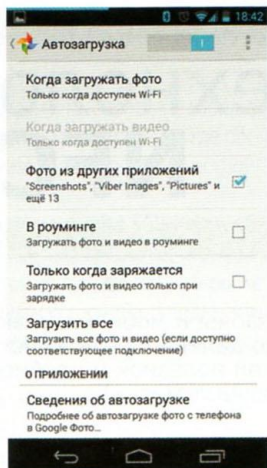 18:42
Автозагрузка
Когда загружать фото
Только когда доступен Wi-Fi
Когда загружать видео
Только когда доступен Wi-Fi
Фото из других приложений
"Screenshots", "Viber Images", "Pictures" и
ещё 13
В роуминге
Загружать фото и видео в роуминге
Только когда заряжается
Загружать фото и видео только при
зарядке
Загрузить все
Загрузить все фото и видео (если доступно
соответствующее подключение)
О ПРИЛОЖЕНИИ
Сведения об автозагрузке
Подробнее об автозагрузке фото с телефона
в Google Фото...